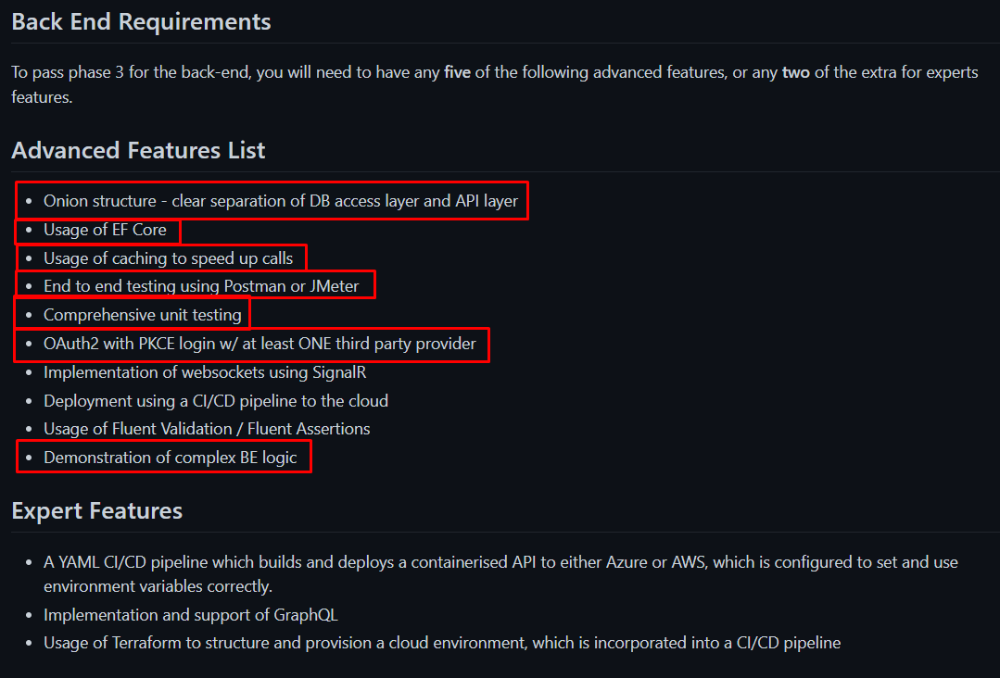 Back End Requirements
To pass phase 3 for the back-end, you will need to have any five of the following advanced features, or any two of the extra for experts
features.
Advanced Features List
• Onion structure - clear separation of DB access layer and API layer
• Usage of EF Core
• Usage of caching to speed up calls
• End to end testing using Postman or JMeter
• Comprehensive unit testing
• OAuth2 with PKCE login w/ at least ONE third party provider
• Implementation of websockets using SignalR
• Deployment using a CI/CD pipeline to the cloud
• Usage of Fluent Validation / Fluent Assertions
• Demonstration of complex BE logic
Expert Features
• A YAML CI/CD pipeline which builds and deploys a containerised API to either Azure or AWS, which is configured to set and use
environment variables correctly.
• Implementation and support of GraphQL
• Usage of Terraform to structure and provision a cloud environment, which is incorporated into a CI/CD pipeline